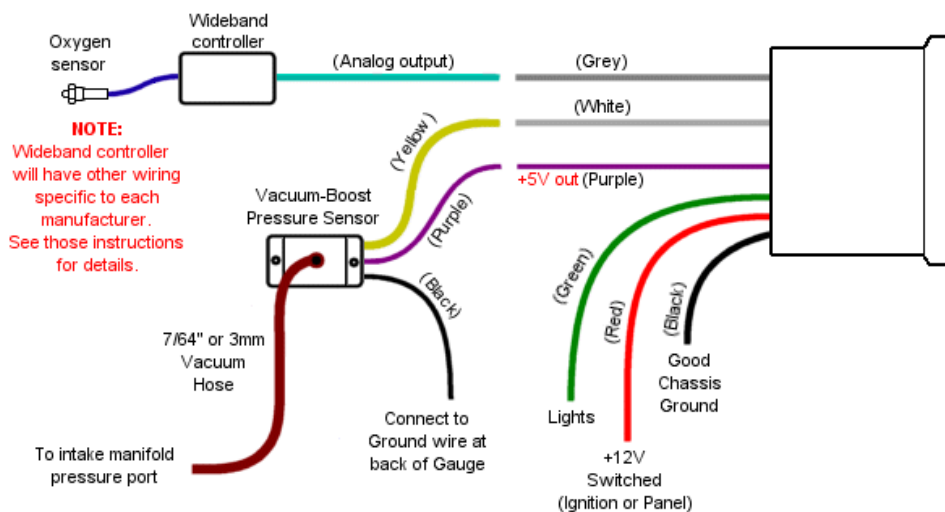 Oxygen
sensor
Wideband
controller
(Analog output)
(Grey)
(White)
(Yellow )
+5V out (Purple)
(Purple)
NOTE:
Wideband controller
will have other wiring
specific to each
manufacturer.
See those instructions
for details.
Vacuum-Boost
Pressure Sensor
(Black)
(Green)
(Red)
(Black)
7/64" or 3mm
Vacuum
Hose
Good
Chassis
Ground
Lights
Connect to
Ground wire at
back of Gauge
To intake manifold
pressure port
+12V
Switched
(Ignition or Panel)